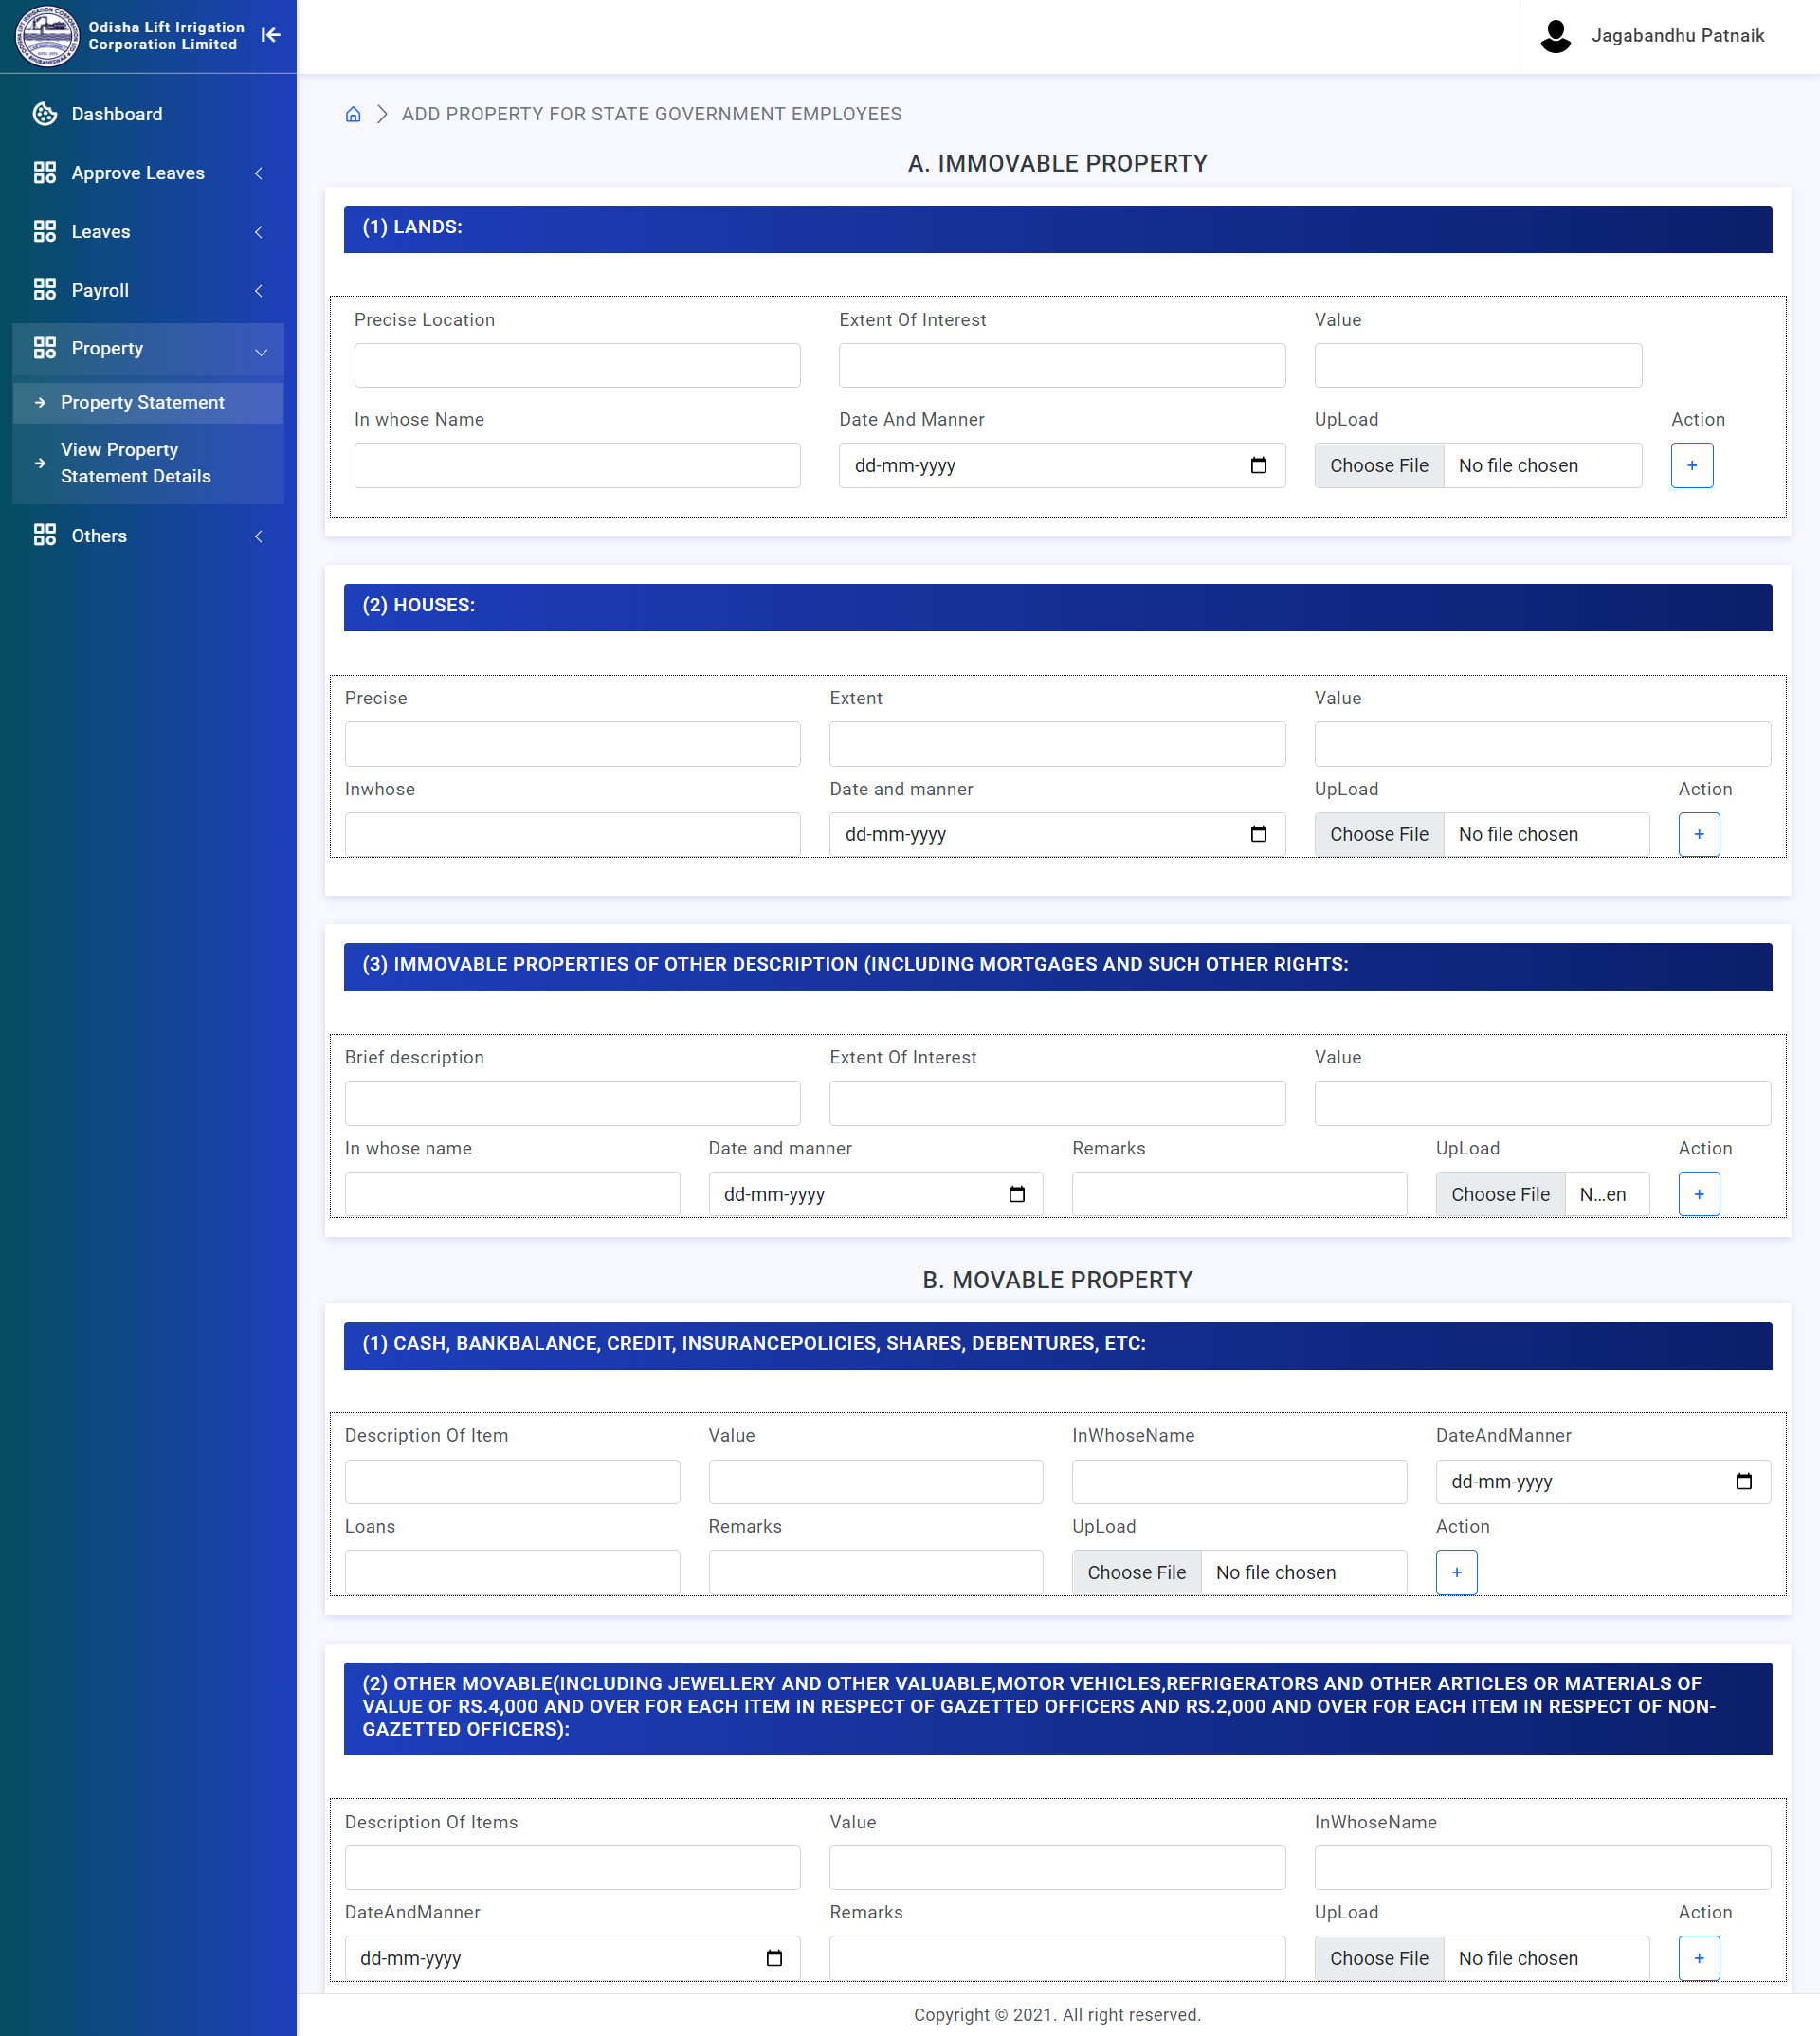 Odisha Lift Irrigation
Corporation Limited
Jagabandhu Patnaik
Dashboard
Approve Leaves
Leaves
Payroll
Property
Property Statement
View Property
Statement Details
Others
ADD PROPERTY FOR STATE GOVERNMENT EMPLOYEES
A. IMMOVABLE PROPERTY
(1) LANDS:
Precise Location Extent Of Interest Value
In whose Name Date And Manner UpLoad Action
dd-mm-yyyy Choose File No file chosen +
(2) HOUSES:
Precise Extent Value
Inwhose Date and manner UpLoad Action
dd-mm-yyyy Choose File No file chosen +
(3) IMMOVABLE PROPERTIES OF OTHER DESCRIPTION (INCLUDING MORTGAGES AND SUCH OTHER RIGHTS:
Brief description Extent Of Interest Value
In whose name Date and manner Remarks UpLoad Action
dd-mm-yyyy Choose File N...en +
B. MOVABLE PROPERTY
(1) CASH, BANKBALANCE, CREDIT, INSURANCEPOLICIES, SHARES, DEBENTURES, ETC:
Description Of Item Value InWhoseName DateAndManner
dd-mm-yyyy
Loans Remarks UpLoad Action
Choose File No file chosen +
(2) OTHER MOVABLE(INCLUDING JEWELLERY AND OTHER VALUABLE,MOTOR VEHICLES,REFRIGERATORS AND OTHER ARTICLES OR MATERIALS OF
VALUE OF RS.4,000 AND OVER FOR EACH ITEM IN RESPECT OF GAZETTED OFFICERS AND RS.2,000 AND OVER FOR EACH ITEM IN RESPECT OF NON-
GAZETTED OFFICERS):
Description Of Items Value InWhoseName
DateAndManner Remarks UpLoad Action
dd-mm-yyyy Choose File No file chosen +
Copyright © 2021. All right reserved.